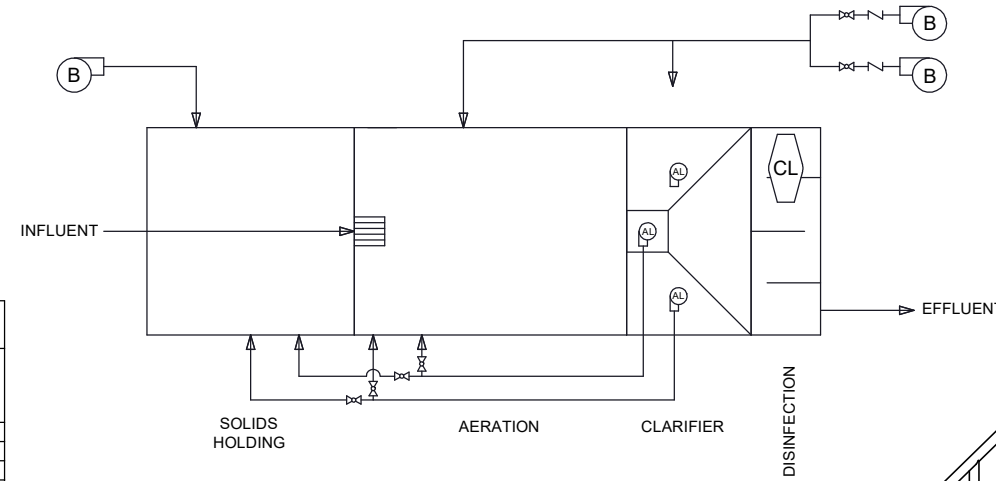 B
B
B
CL
AL
INFLUENT
AL
AL
EFFLUENT
SOLIDS
HOLDING
AERATION
CLARIFIER
DISINFECTION